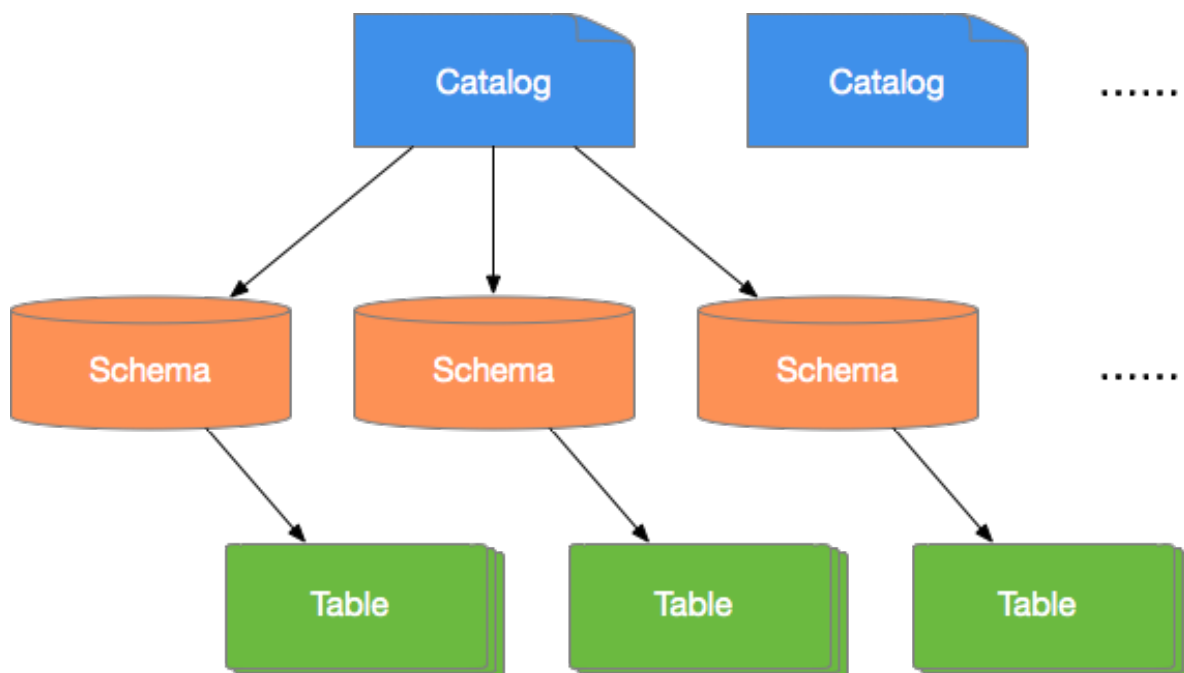 Catalog
Catalog
......
Schema
Schema
Schema
......
Table
Table
Table